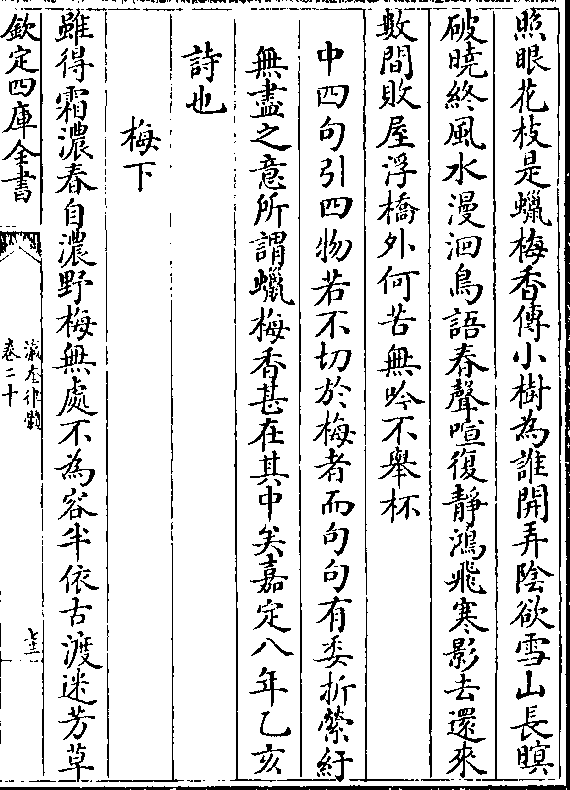 照眼花枝是蠟梅香傳小樹為誰開弄陰欲雪山長暝
破曉終風水漫洄鳥語春聲喧復靜鴻飛寒影去還來
數間敗屋浮橋外何苦無吟不舉杯
中四句引四物若不切於梅者而句句有委折縈紆
無盡之意所謂蠟梅香甚在其中矣嘉定八年乙亥
詩也
梅下
雖得霜濃春自濃野梅無處不為容半依古渡迷芳草
欽定四庫全書
瀛奎律髓
卷二十